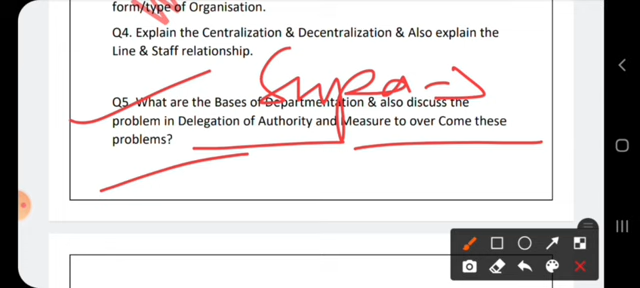 form/type of Organisation.
Q4. Explain the Centralization & Decentralization & Also explain the
Line & Staff relationship.
Q5. What are the Bases of Departmentation & also discuss the
problem in Delegation of Authority and Measure to over Come these
problems?